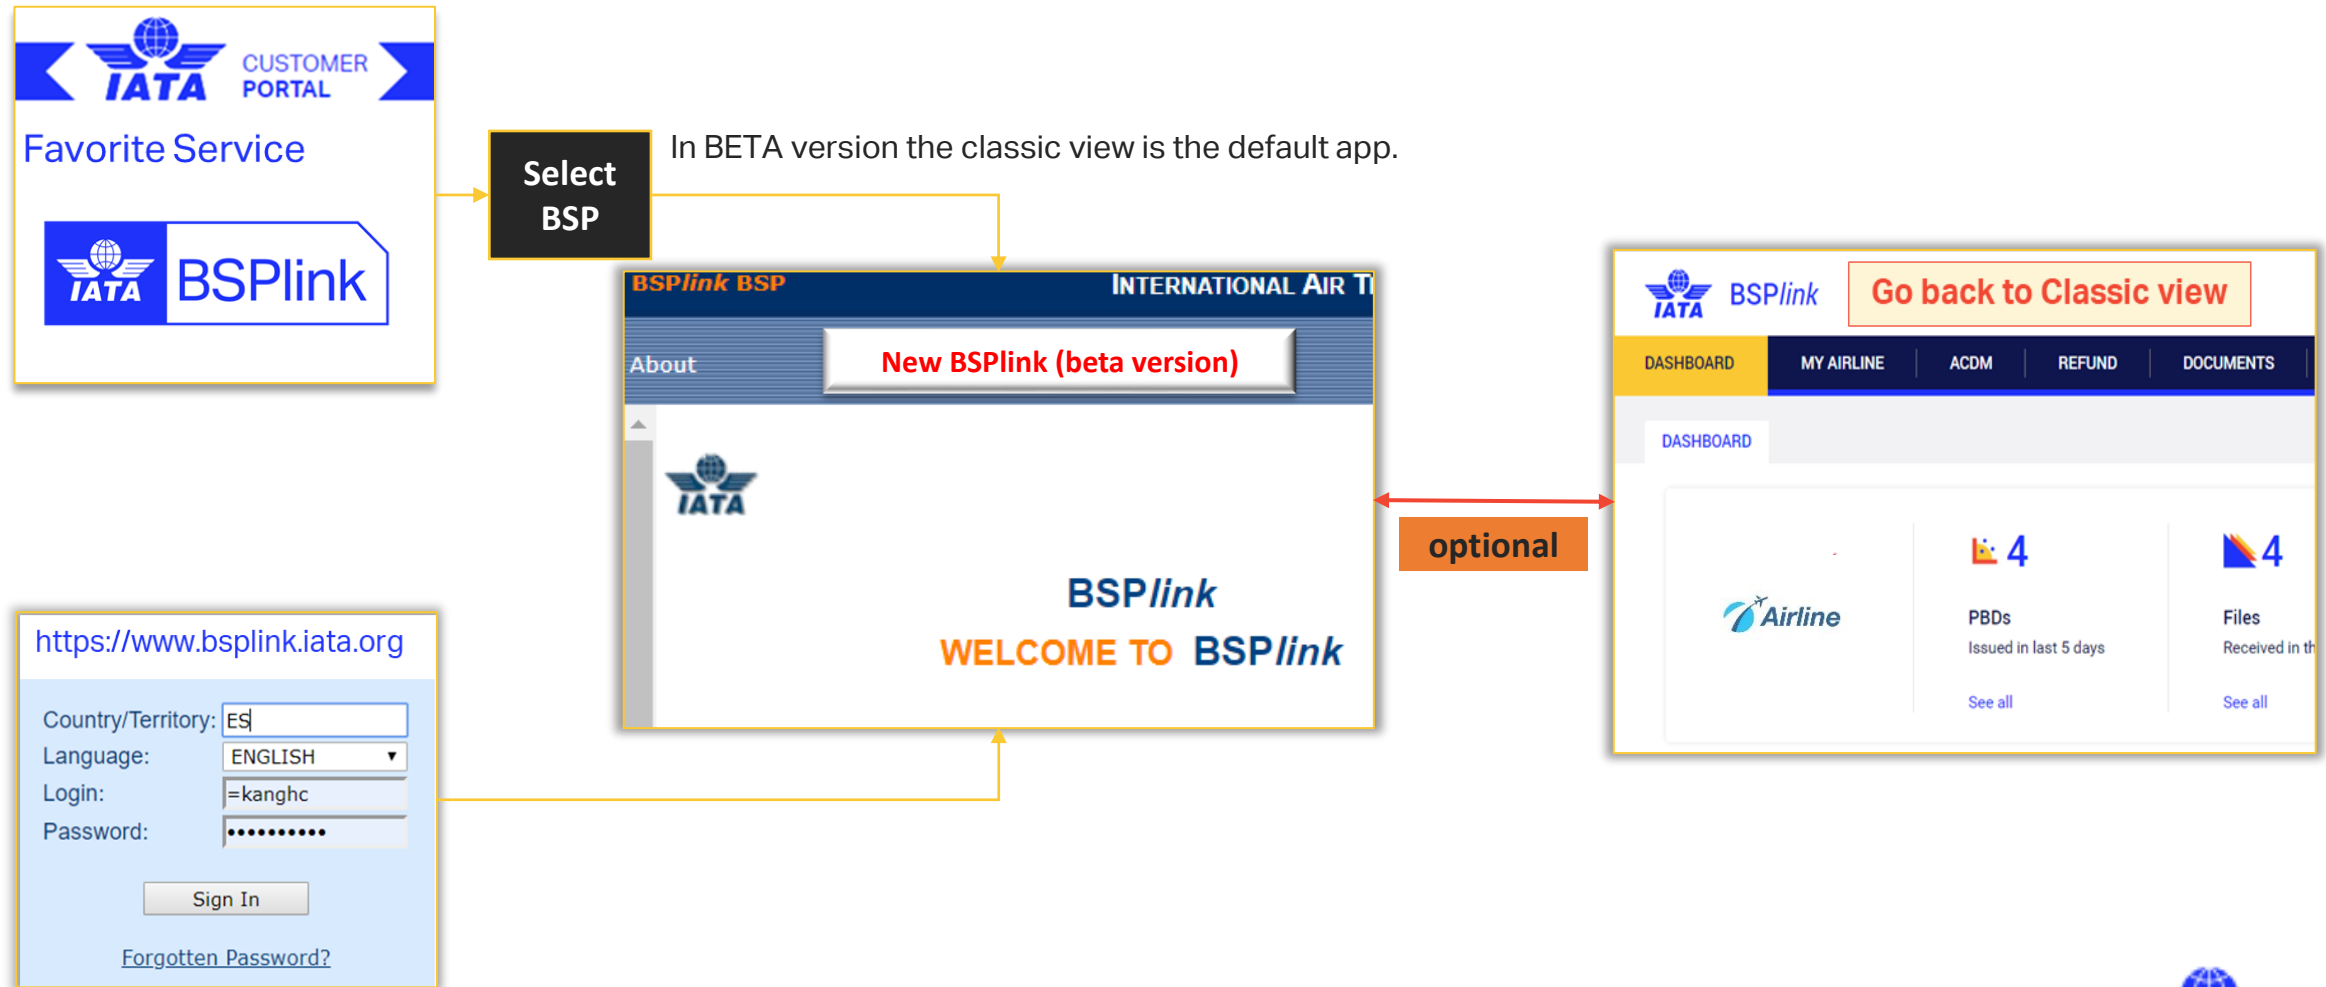 IATA
CUSTOMER
PORTAL
Favorite Service
IATA
BSPlink
Select
BSP
In BETA version the classic view is the default app.
BSPlink BSP
INTERNATIONAL AIR T
About
New BSPlink (beta version)
IATA
BSPlink
WELCOME TO BSPlink
optional
IATA
BSPlink
Go back to Classic view
DASHBOARD
MY AIRLINE
ACDM
REFUND
DOCUMENTS
DASHBOARD
Airline
4
PBDs
Issued in last 5 days
See all
4
Files
Received in th
See all
https://www.bsplink.iata.org
Country/Territory: ES
Language: ENGLISH
Login: =kanghc
Password: ••••••••••
Sign In
Forgotten Password?